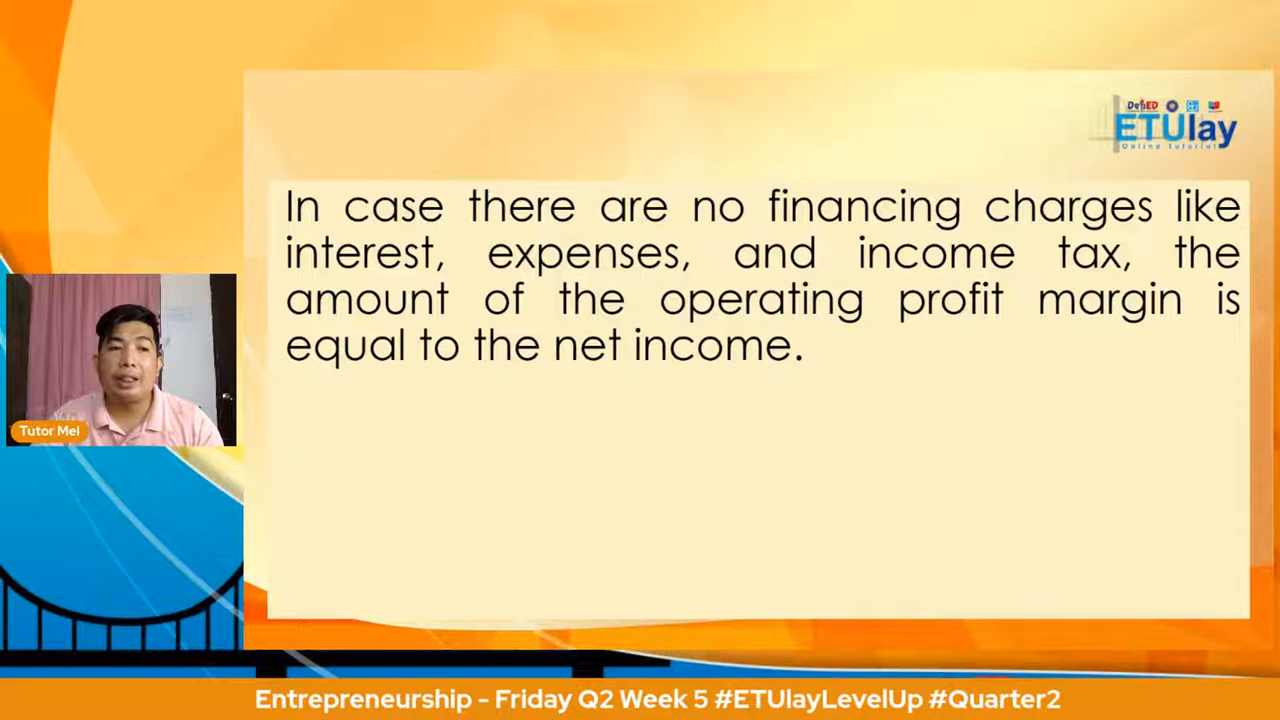 DepED
ETUlay
Online Tutorial
In case there are no financing charges like
interest, expenses, and income tax, the
amount of the operating profit margin is
equal to the net income.
Tutor Mel
Entrepreneurship - Friday Q2 Week 5 #ETUlayLevelUp #Quarter2